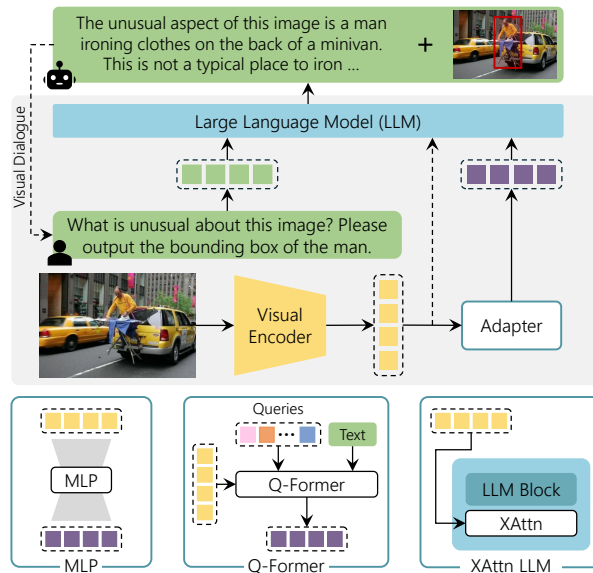 The unusual aspect of this image is a man
ironing clothes on the back of a minivan.
This is not a typical place to iron ...
+
Visual Dialogue
Large Language Model (LLM)
What is unusual about this image? Please
output the bounding box of the man.
Visual
Encoder
Adapter
MLP
MLP
Queries
Text
Q-Former
Q-Former
LLM Block
XAttn
XAttn LLM